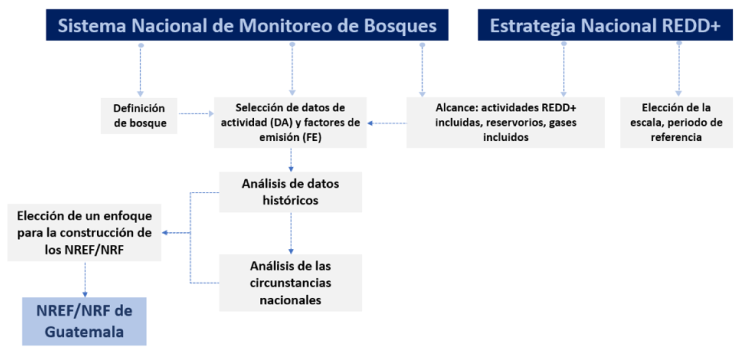 Sistema Nacional de Monitoreo de Bosques
Estrategia Nacional REDD+
Definición
de bosque
Selección de datos de
actividad (DA) y factores de
emisión (FE)
Alcance: actividades REDD+
incluidas, reservorios, gases
incluidos
Elección de la
escala, periodo de
referencia
Análisis de datos
históricos
Elección de un enfoque
para la construcción de
los NREF/NRF
Análisis de las
circunstancias
nacionales
NREF/NRF de
Guatemala